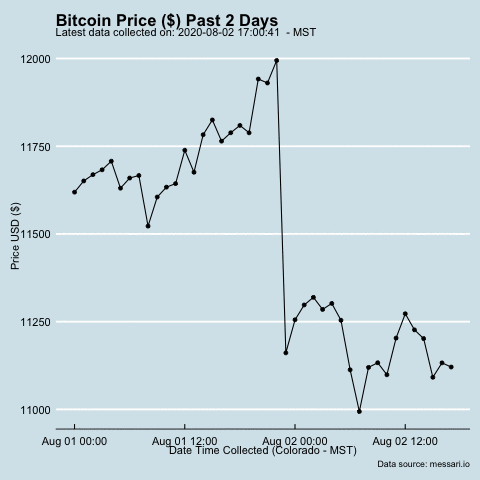 Bitcoin Price ($) Past 2 Days
Latest data collected on: 2020-08-02 17:00:41  - MST
12000
11750
11500
11250
11000
Price USD ($)
Aug 01 00:00 Aug 01 12:00 Aug 02 00:00 Aug 02 12:00
Date Time Collected (Colorado - MST)
Data source: messari.io